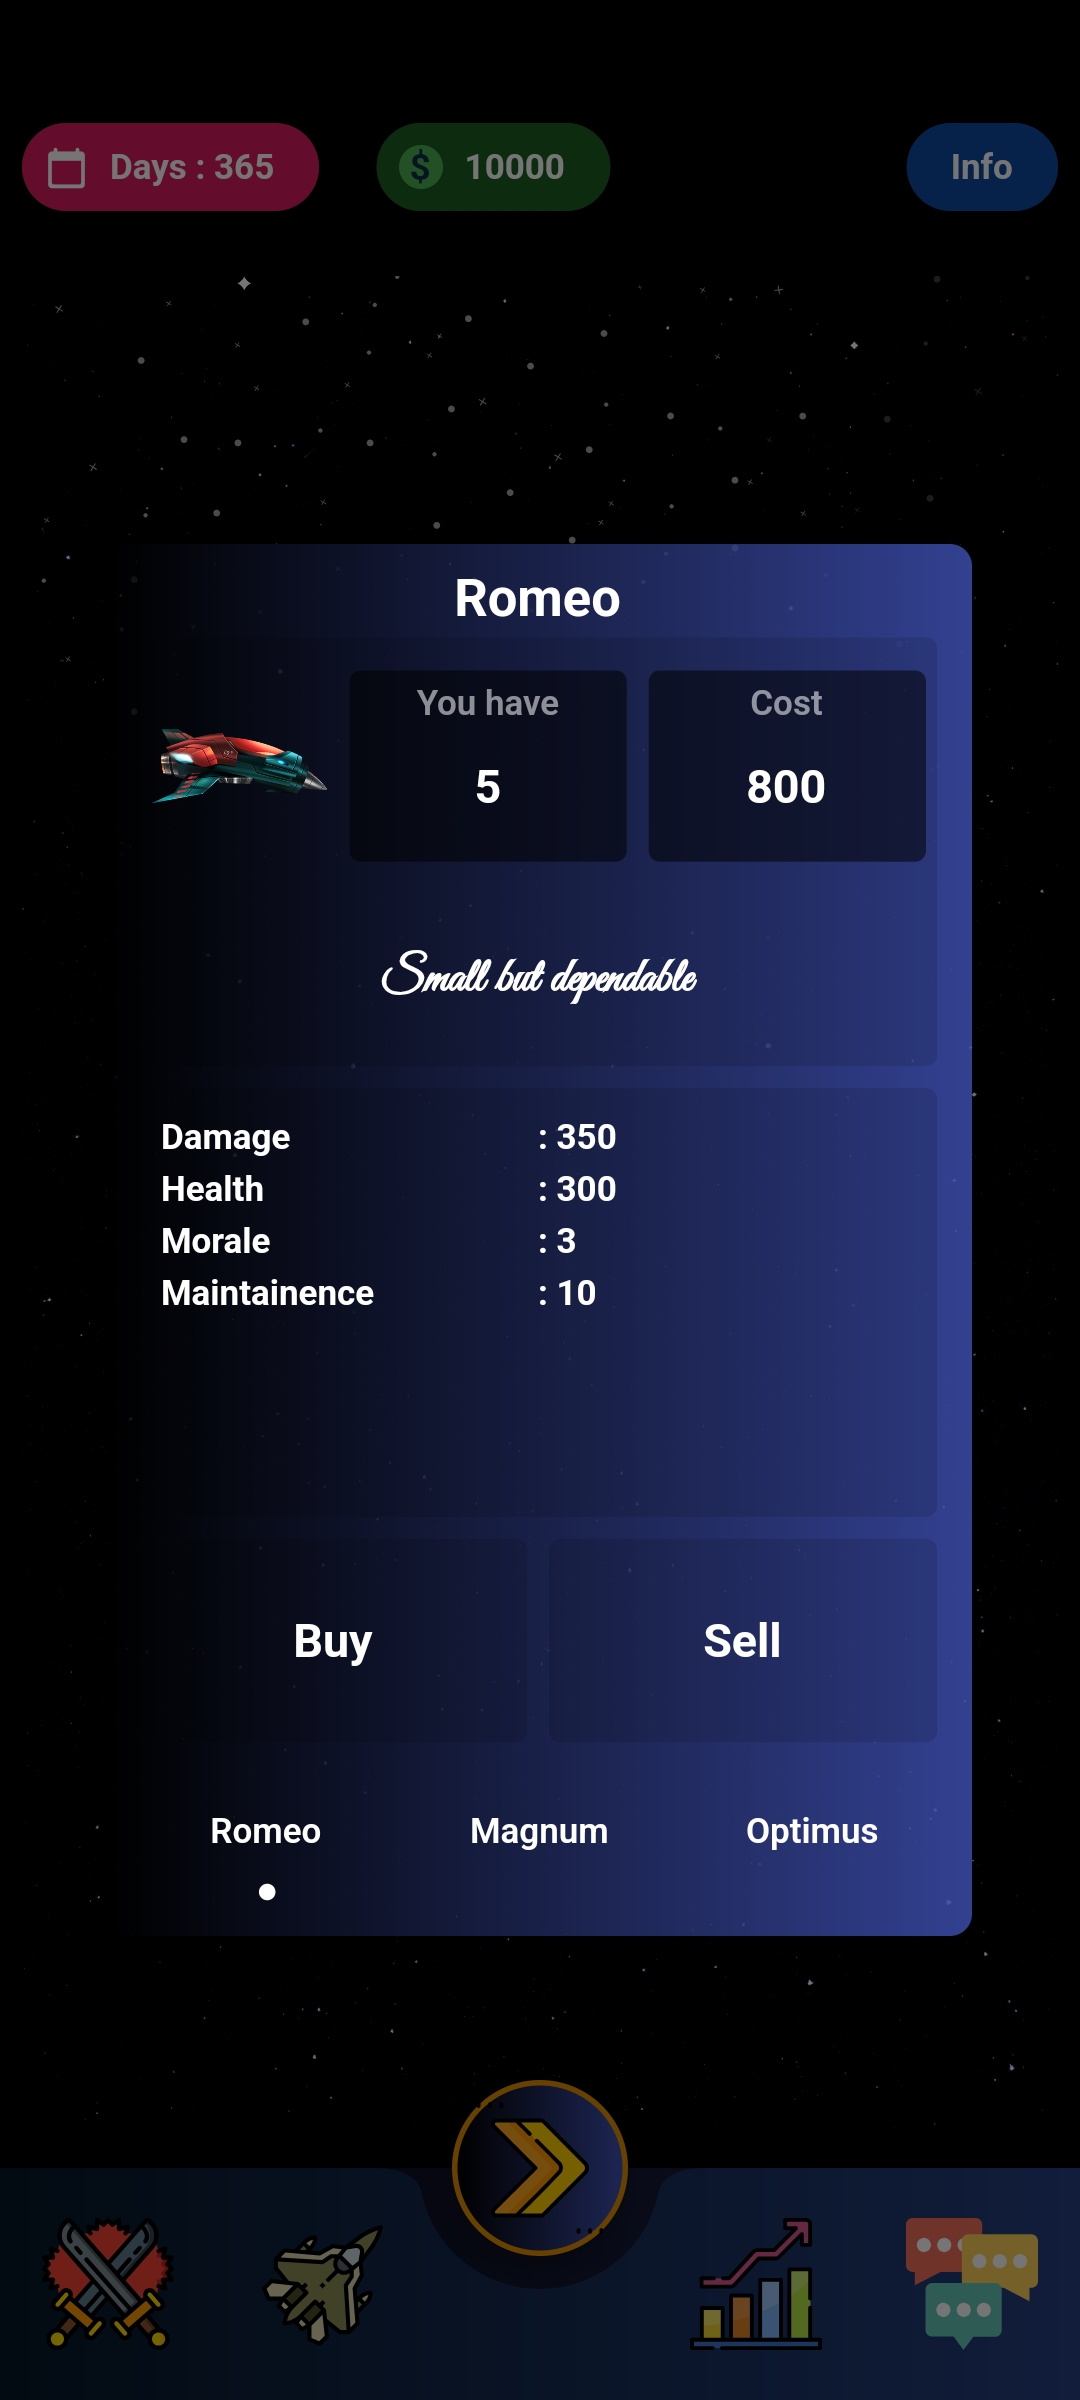 Days : 365
$ 10000
Info
Romeo
You have
5
Cost
800
Small but dependable
Damage : 350
Health : 300
Morale : 3
Maintainence : 10
Buy
Sell
Romeo
Magnum
Optimus